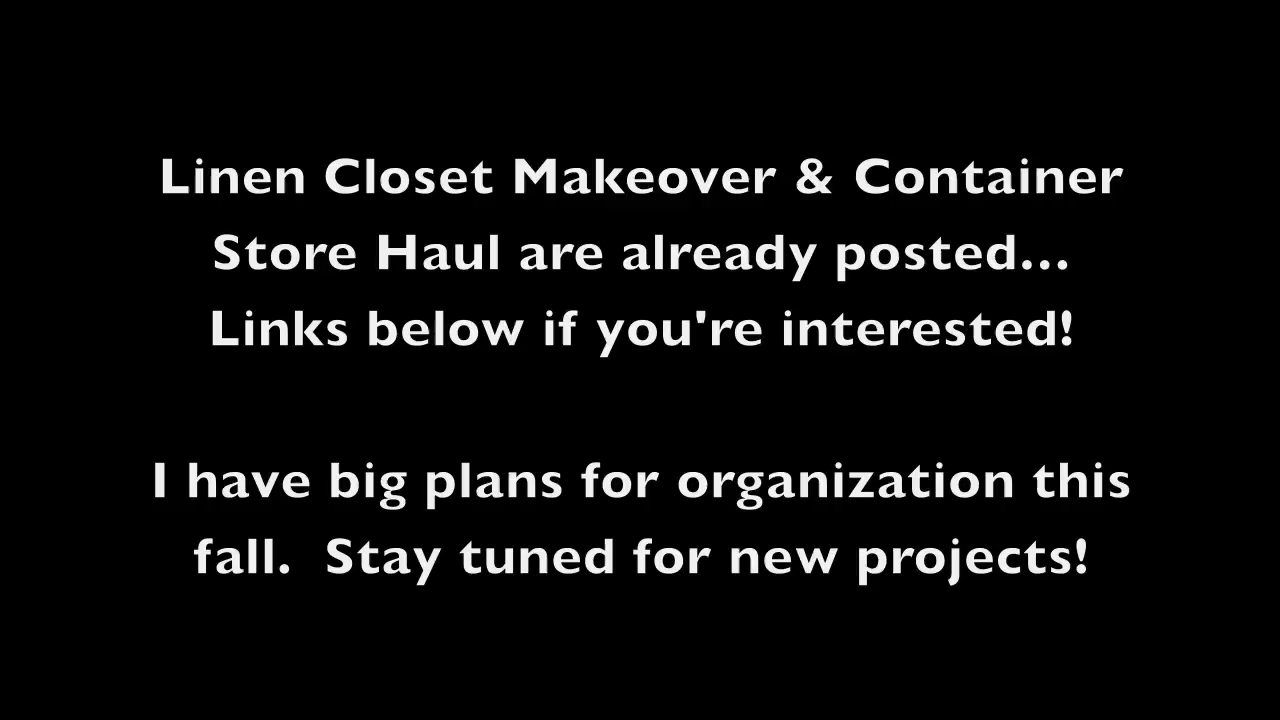 Linen Closet Makeover & Container
Store Haul are already posted...
Links below if you're interested!
I have big plans for organization this
fall.  Stay tuned for new projects!